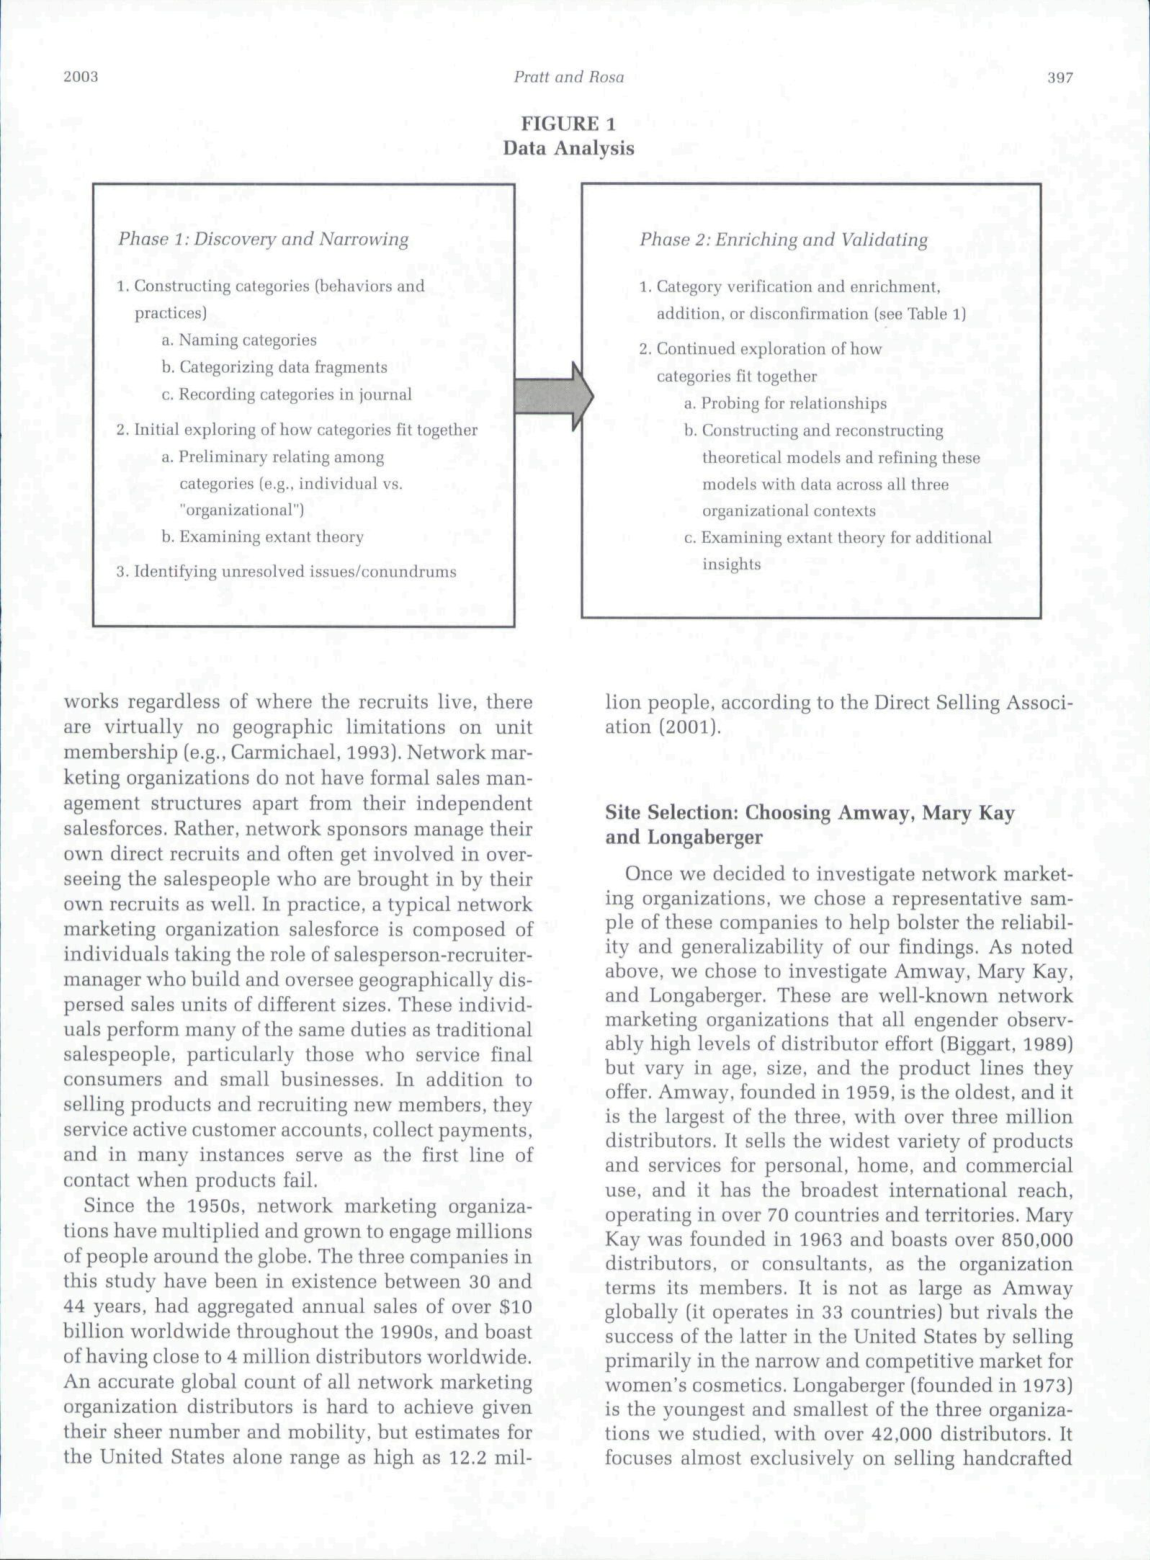 2003
Pratt and Rosa
397
FIGURE 1
Data Analysis
Phase 1: Discovery and Narrowing
1. Constructing categories (behaviors and
practices)
a. Naming categories
b. Categorizing data fragments
c. Recording categories in journal
2. Initial exploring of how categories fit together
a. Preliminary relating among
categories (e.g., individual vs.
"organizational")
b. Examining extant theory
3. Identifying unresolved issues/conundrums
Phase 2: Enriching and Validating
1. Category verification and enrichment,
addition, or disconfirmation (see Table 1)
2. Continued exploration of how
categories fit together
a. Probing for relationships
b. Constructing and reconstructing
theoretical models and refining these
models with data across all three
organizational contexts
c. Examining extant theory for additional
insights
works regardless of where the recruits live, there
are virtually no geographic limitations on unit
membership (e.g., Carmichael, 1993). Network mar-
keting organizations do not have formal sales man-
agement structures apart from their independent
salesforces. Rather, network sponsors manage their
own direct recruits and often get involved in over-
seeing the salespeople who are brought in by their
own recruits as well. In practice, a typical network
marketing organization salesforce is composed of
individuals taking the role of salesperson-recruiter-
manager who build and oversee geographically dis-
persed sales units of different sizes. These individ-
uals perform many of the same duties as traditional
salespeople, particularly those who service final
consumers and small businesses. In addition to
selling products and recruiting new members, they
service active customer accounts, collect payments,
and in many instances serve as the first line of
contact when products fail.
Since the 1950s, network marketing organiza-
tions have multiplied and grown to engage millions
of people around the globe. The three companies in
this study have been in existence between 30 and
44 years, had aggregated annual sales of over $10
billion worldwide throughout the 1990s, and boast
of having close to 4 million distributors worldwide.
An accurate global count of all network marketing
organization distributors is hard to achieve given
their sheer number and mobility, but estimates for
the United States alone range as high as 12.2 mil-
lion people, according to the Direct Selling Associ-
ation (2001).
Site Selection: Choosing Amway, Mary Kay
and Longaberger
Once we decided to investigate network market-
ing organizations, we chose a representative sam-
ple of these companies to help bolster the reliabil-
ity and generalizability of our findings. As noted
above, we chose to investigate Amway, Mary Kay,
and Longaberger. These are well-known network
marketing organizations that all engender observ-
ably high levels of distributor effort (Biggart, 1989)
but vary in age, size, and the product lines they
offer. Amway, founded in 1959, is the oldest, and it
is the largest of the three, with over three million
distributors. It sells the widest variety of products
and services for personal, home, and commercial
use, and it has the broadest international reach,
operating in over 70 countries and territories. Mary
Kay was founded in 1963 and boasts over 850,000
distributors, or consultants, as the organization
terms its members. It is not as large as Amway
globally (it operates in 33 countries) but rivals the
success of the latter in the United States by selling
primarily in the narrow and competitive market for
women's cosmetics. Longaberger (founded in 1973)
is the youngest and smallest of the three organiza-
tions we studied, with over 42,000 distributors. It
focuses almost exclusively on selling handcrafted